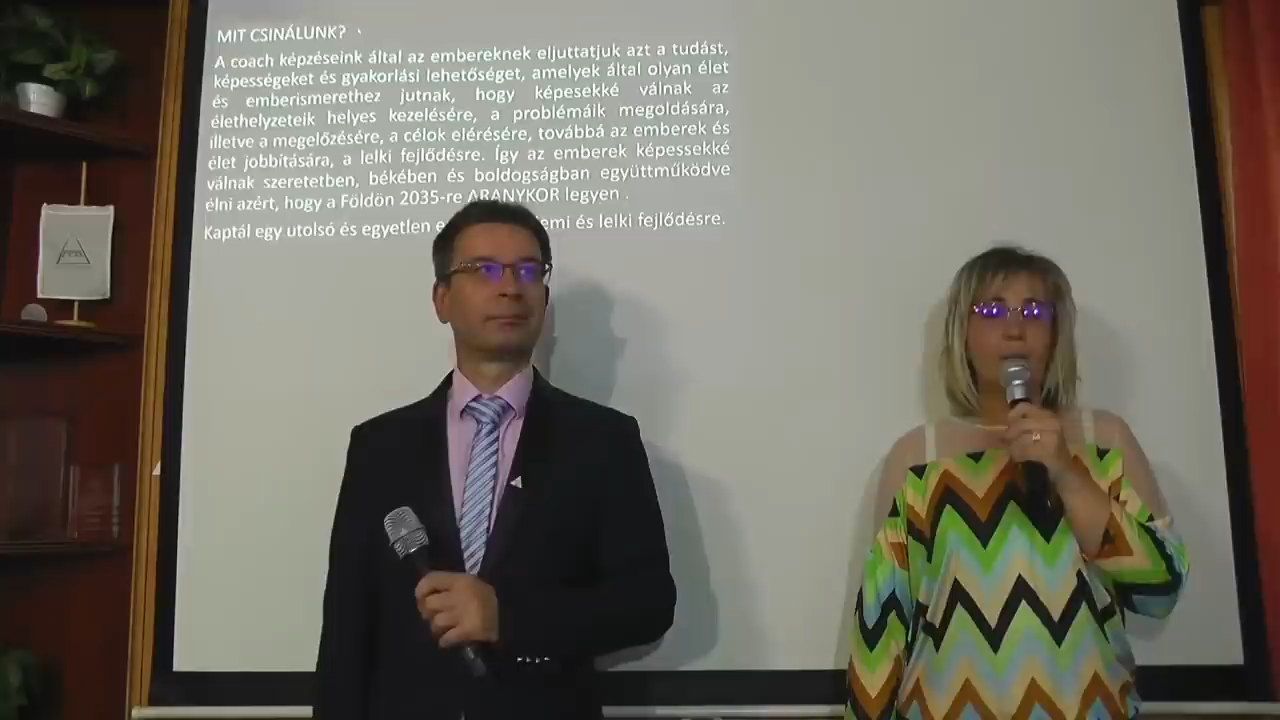 MIT CSINÁLUNK?
A coach képzéseink által az embereknek eljuttatjuk azt a tudást,
képességeket és gyakorlási lehetőséget, amelyek által olyan élet
és emberismerethez jutnak, hogy képesekké válnak az
élethelyzeteik helyes kezelésére, a problémáik megoldására,
illetve a megelőzésére, a célok elérésére, továbbá az emberek és
élet jobbítására, a lelki fejlődésre. Így az emberek képessekké
válnak szeretetben, békében és boldogságban együttműködve
élni azért, hogy a Földön 2035-re ARANYKOR legyen .
Kaptál egy utolsó és egyetlen és lelki fejlődésre.